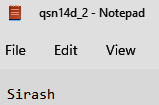 qsn14d_2 - Notepad
File Edit View
Sirash